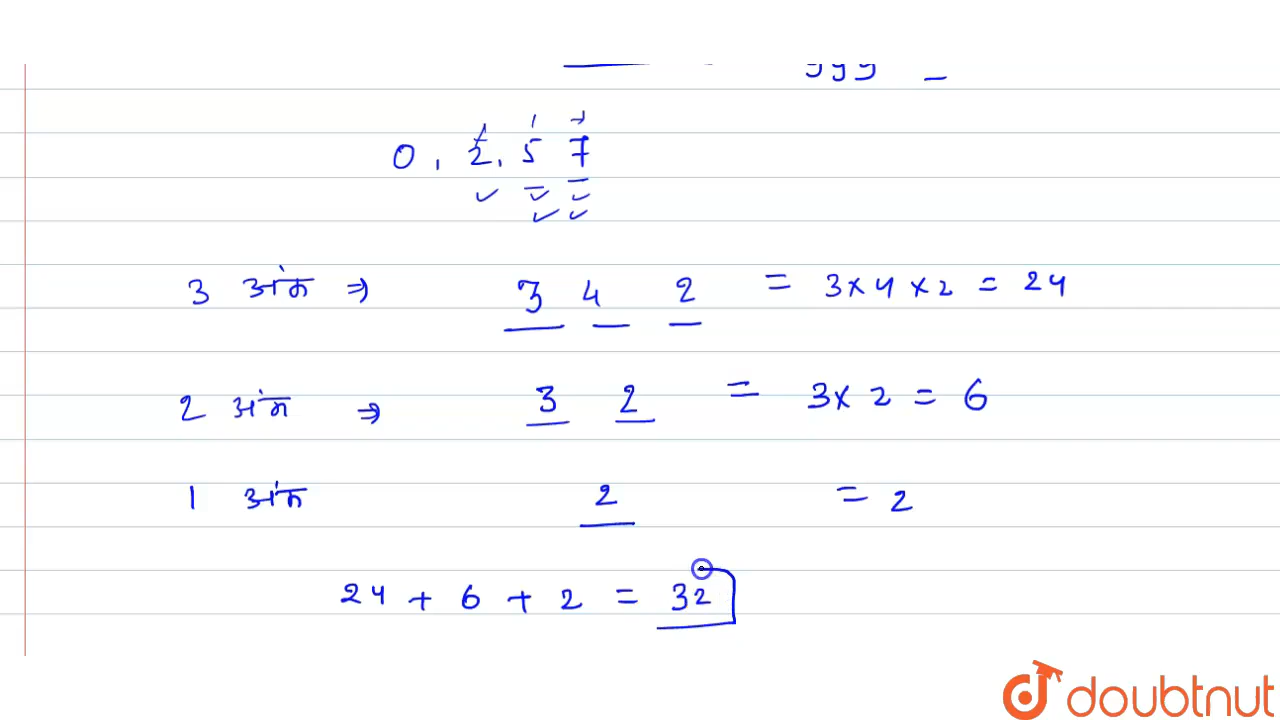 999
0, 2, 5 7
3 अंक ⇒ 3 4 2 = 3×4×2 = 24
2 अंक ⇒ 3 2 = 3×2 = 6
1 अंक 2 = 2
24 + 6 + 2 = 32
doubtnut